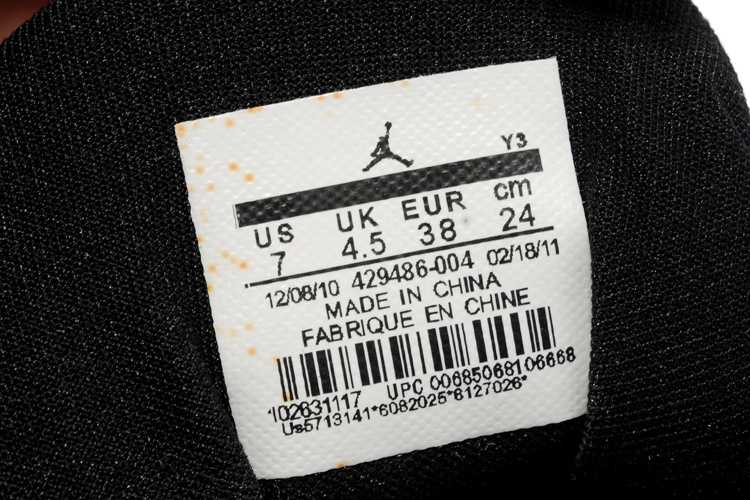 Y3
US UK EUR cm
7 4.5 38 24
12/08/10 429486-004 02/18/11
MADE IN CHINA
FABRIQUE EN CHINE
102631117 UPC 00685068106668
Us5713141*6082025*6127026*